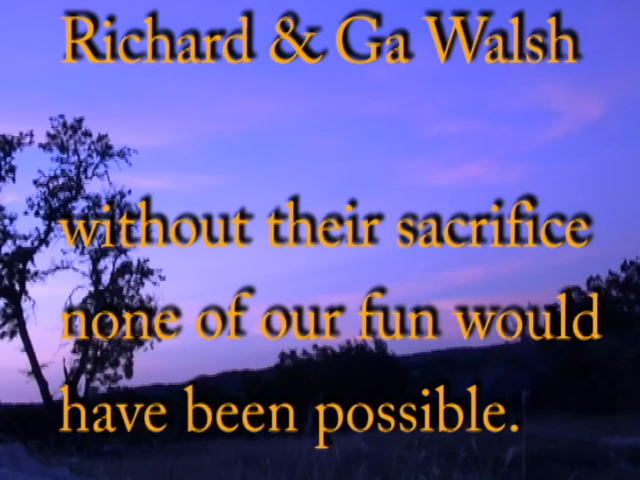 Richard & Ga Walsh
without their sacrifice
none of our fun would
have been possible.